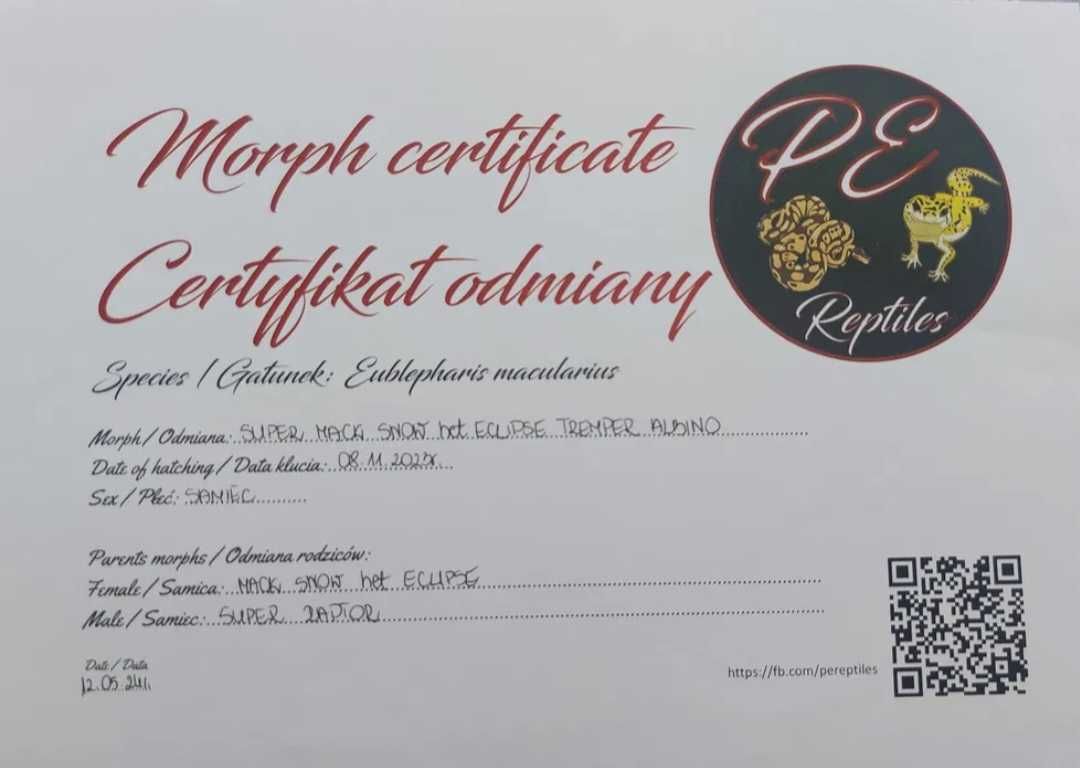 Morph certificate
PE
Reptiles
Certyfikat odmiany
Species / Gatunek: Eublepharis macularius
Morph / Odmiana: SUPER MACK SNOW het ECLIPSE TREMPER ALBINO
Date of hatching / Data klucia: 08.11.2023r.
Sex / Płeć: SAMIEC
Parents morphs / Odmiana rodziców:
Female / Samica: MACK SNOW het ECLIPSE
Male / Samiec: SUPER RAPTOR
Date / Data
12.05.24r.
https://fb.com/pereptiles